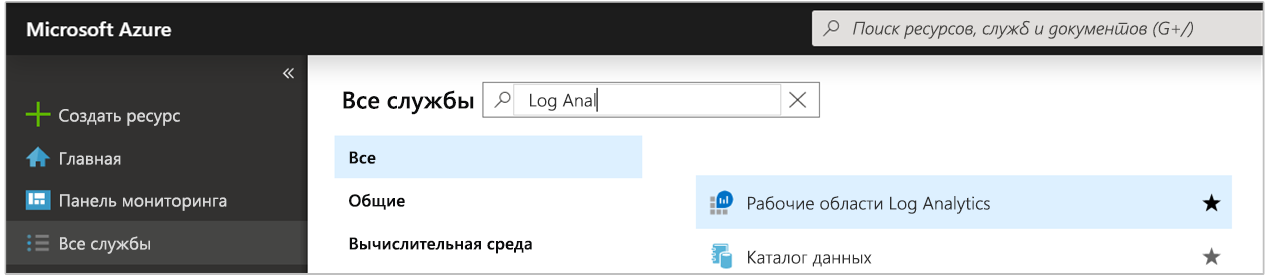 Microsoft Azure
Поиск ресурсов, служб и документов (G+/)
«
Создать ресурс
Главная
Панель мониторинга
Все службы
Все службы
Log Anal
Все
Общие
Вычислительная среда
Рабочие области Log Analytics
Каталог данных